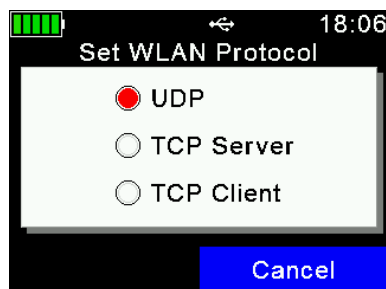 18:06
Set WLAN Protocol
UDP
TCP Server
TCP Client
Cancel